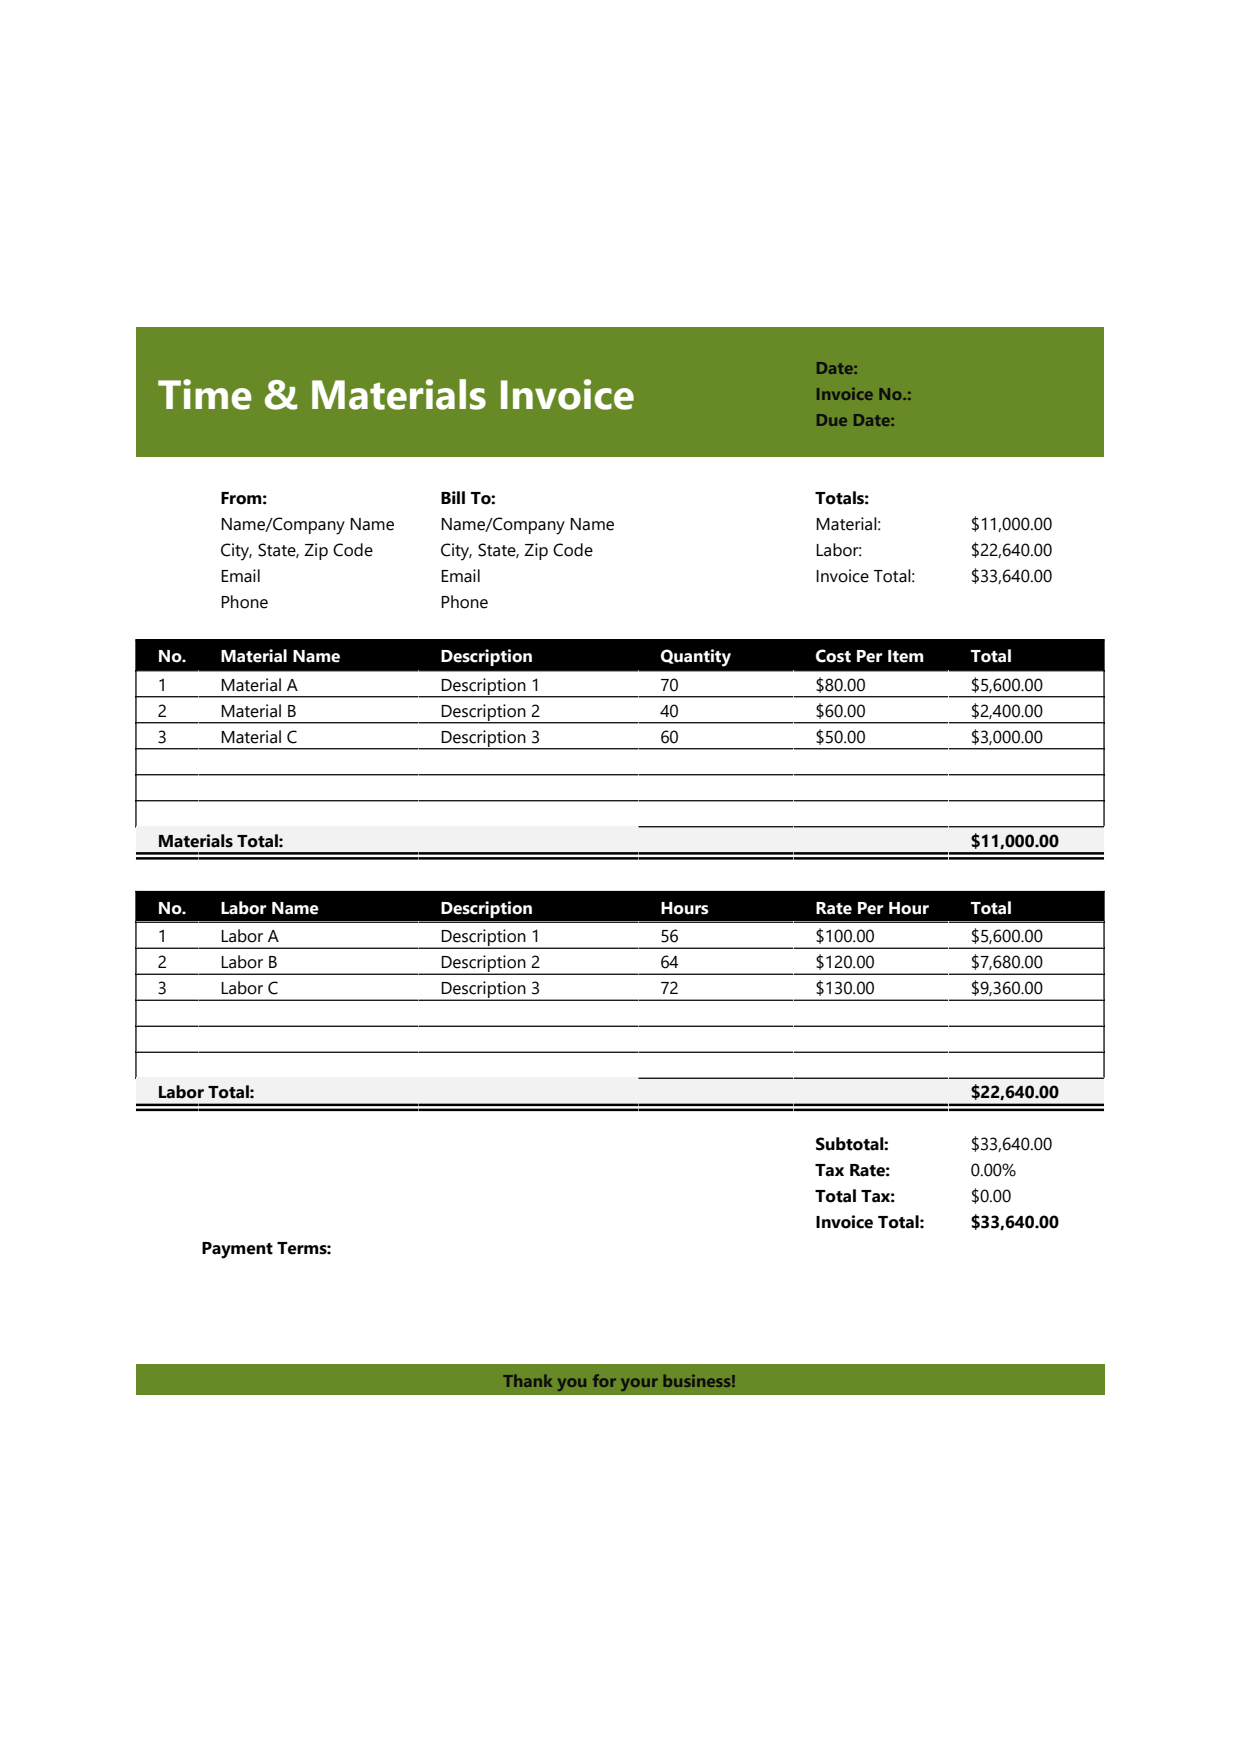 Time & Materials Invoice
Date:
Invoice No.:
Due Date:
From: Bill To: Totals:
Name/Company Name Name/Company Name Material: $11,000.00
City, State, Zip Code City, State, Zip Code Labor: $22,640.00
Email Email Invoice Total: $33,640.00
Phone Phone
No. Material Name Description Quantity Cost Per Item Total
1 Material A Description 1 70 $80.00 $5,600.00
2 Material B Description 2 40 $60.00 $2,400.00
3 Material C Description 3 60 $50.00 $3,000.00
Materials Total: $11,000.00
No. Labor Name Description Hours Rate Per Hour Total
1 Labor A Description 1 56 $100.00 $5,600.00
2 Labor B Description 2 64 $120.00 $7,680.00
3 Labor C Description 3 72 $130.00 $9,360.00
Labor Total: $22,640.00
Subtotal: $33,640.00
Tax Rate: 0.00%
Total Tax: $0.00
Invoice Total: $33,640.00
Payment Terms:
Thank you for your business!